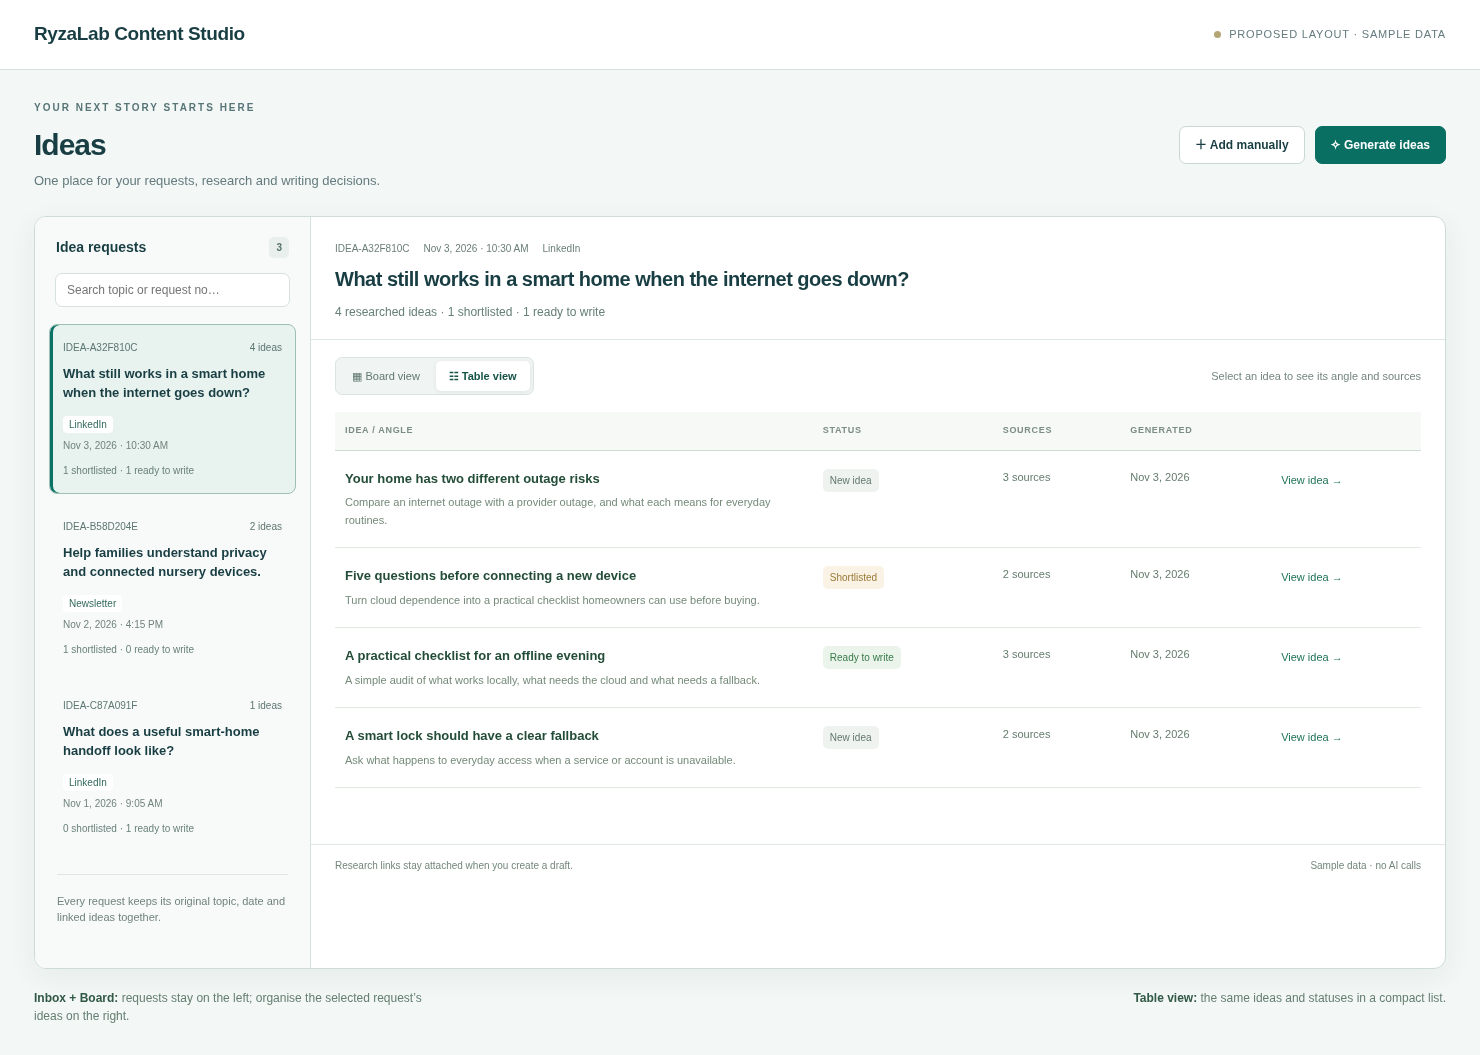 RyzaLab Content Studio
PROPOSED LAYOUT · SAMPLE DATA
YOUR NEXT STORY STARTS HERE
Ideas
One place for your requests, research and writing decisions.
+ Add manually
✧ Generate ideas
Idea requests
3
Search topic or request no…
IDEA-A32F810C
4 ideas
What still works in a smart home
when the internet goes down?
LinkedIn
Nov 3, 2026 · 10:30 AM
1 shortlisted · 1 ready to write
IDEA-B58D204E
2 ideas
Help families understand privacy
and connected nursery devices.
Newsletter
Nov 2, 2026 · 4:15 PM
1 shortlisted · 0 ready to write
IDEA-C87A091F
1 ideas
What does a useful smart-home
handoff look like?
LinkedIn
Nov 1, 2026 · 9:05 AM
0 shortlisted · 1 ready to write
Every request keeps its original topic, date and
linked ideas together.
IDEA-A32F810C Nov 3, 2026 · 10:30 AM LinkedIn
What still works in a smart home when the internet goes down?
4 researched ideas · 1 shortlisted · 1 ready to write
▦ Board view
☷ Table view
Select an idea to see its angle and sources
IDEA / ANGLE STATUS SOURCES GENERATED
Your home has two different outage risks
Compare an internet outage with a provider outage, and what each means for everyday
routines.
New idea
3 sources
Nov 3, 2026
View idea →
Five questions before connecting a new device
Turn cloud dependence into a practical checklist homeowners can use before buying.
Shortlisted
2 sources
Nov 3, 2026
View idea →
A practical checklist for an offline evening
A simple audit of what works locally, what needs the cloud and what needs a fallback.
Ready to write
3 sources
Nov 3, 2026
View idea →
A smart lock should have a clear fallback
Ask what happens to everyday access when a service or account is unavailable.
New idea
2 sources
Nov 3, 2026
View idea →
Research links stay attached when you create a draft.
Sample data · no AI calls
Inbox + Board: requests stay on the left; organise the selected request's
ideas on the right.
Table view: the same ideas and statuses in a compact list.